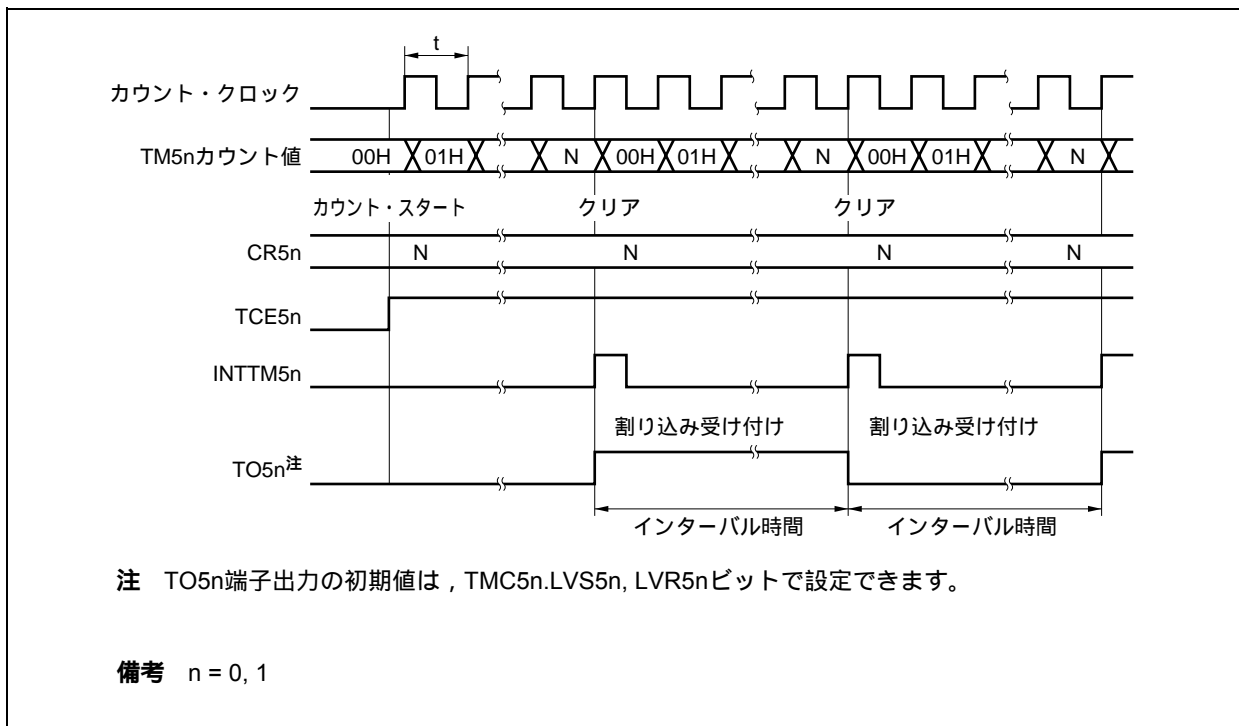 t
カウント・クロック
TM5nカウント値 00H 01H N 00H 01H N 00H 01H N
カウント・スタート クリア クリア
CR5n N N N N
TCE5n
INTTM5n
割り込み受け付け 割り込み受け付け
TO5n注
インターバル時間 インターバル時間
注 TO5n端子出力の初期値は，TMC5n.LVS5n, LVR5nビットで設定できます。
備考 n = 0, 1